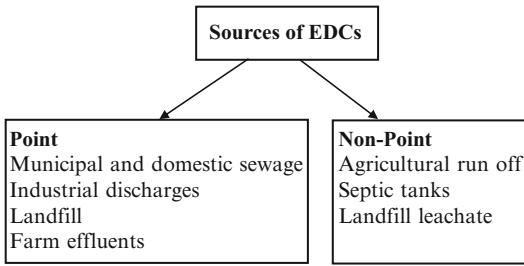 Sources of EDCs
Point
Municipal and domestic sewage
Industrial discharges
Landfill
Farm effluents
Non-Point
Agricultural run off
Septic tanks
Landfill leachate